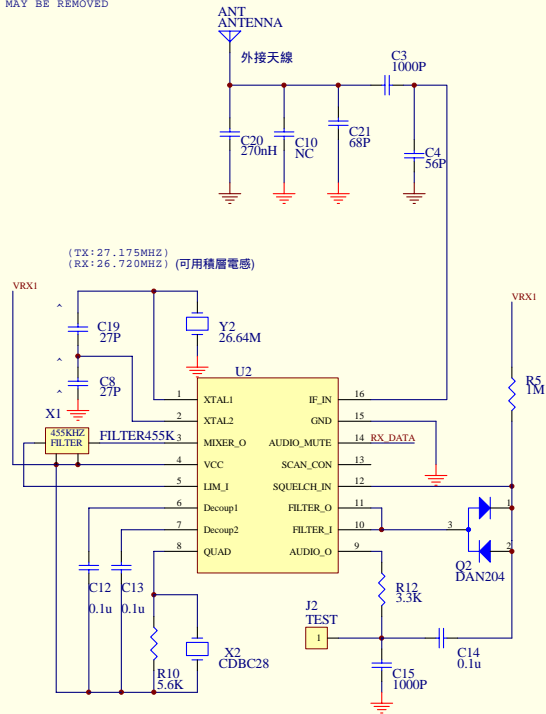 MAY BE REMOVED
ANT
ANTENNA
外接天線
C3
1000P
C20
270nH
C10
NC
C21
68P
C4
56P
(TX:27.175MHZ)
(RX:26.720MHZ) (可用積層電感)
VRX1
VRX1
C19
27P
Y2
26.64M
C8
27P
U2
R5
1M
X1
455KHZ
FILTER
FILTER455K
1 XTAL1 IF_IN 16
2 XTAL2 GND 15
3 MIXER_O AUDIO_MUTE 14 RX_DATA
4 VCC SCAN_CON 13
5 LIM_I SQUELCH_IN 12
6 Decoup1 FILTER_O 11
7 Decoup2 FILTER_I 10
8 QUAD AUDIO_O 9
3
1
2
Q2
DAN204
C12
0.1u
C13
0.1u
R12
3.3K
J2
TEST
1
R10
5.6K
X2
CDBC28
C14
0.1u
C15
1000P